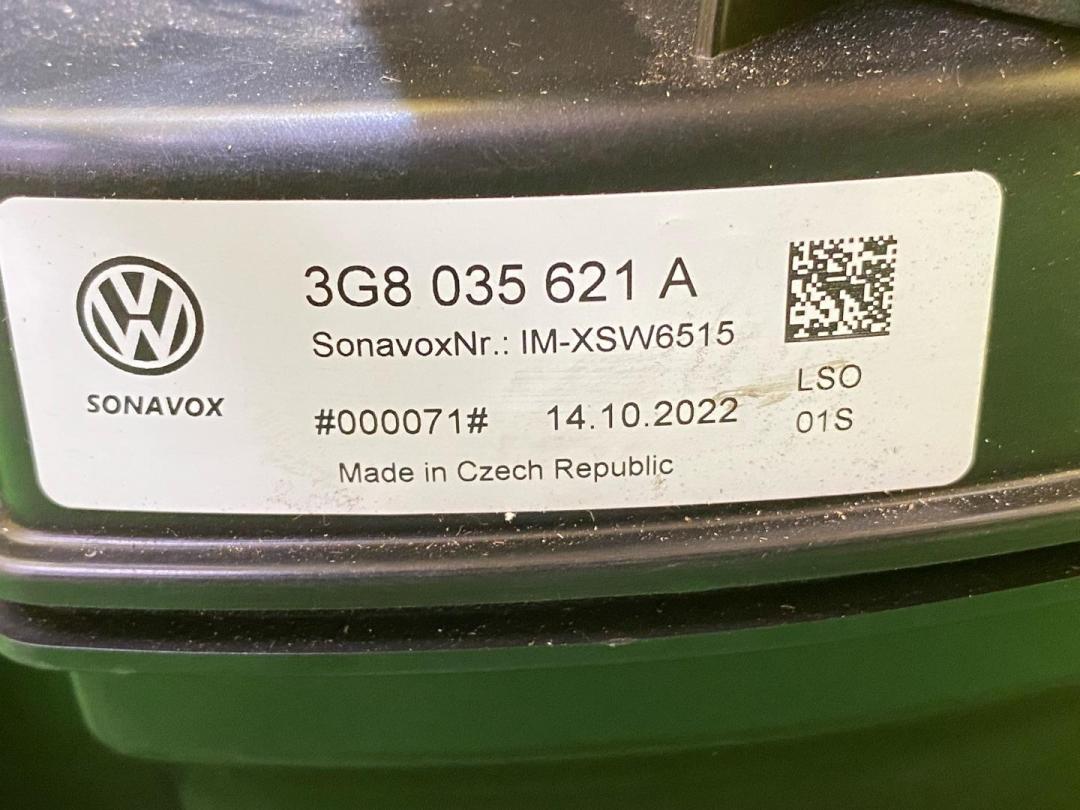 3G8 035 621 A
SonavoxNr.: IM-XSW6515
SONAVOX
#000071# 14.10.2022
LSO
01S
Made in Czech Republic